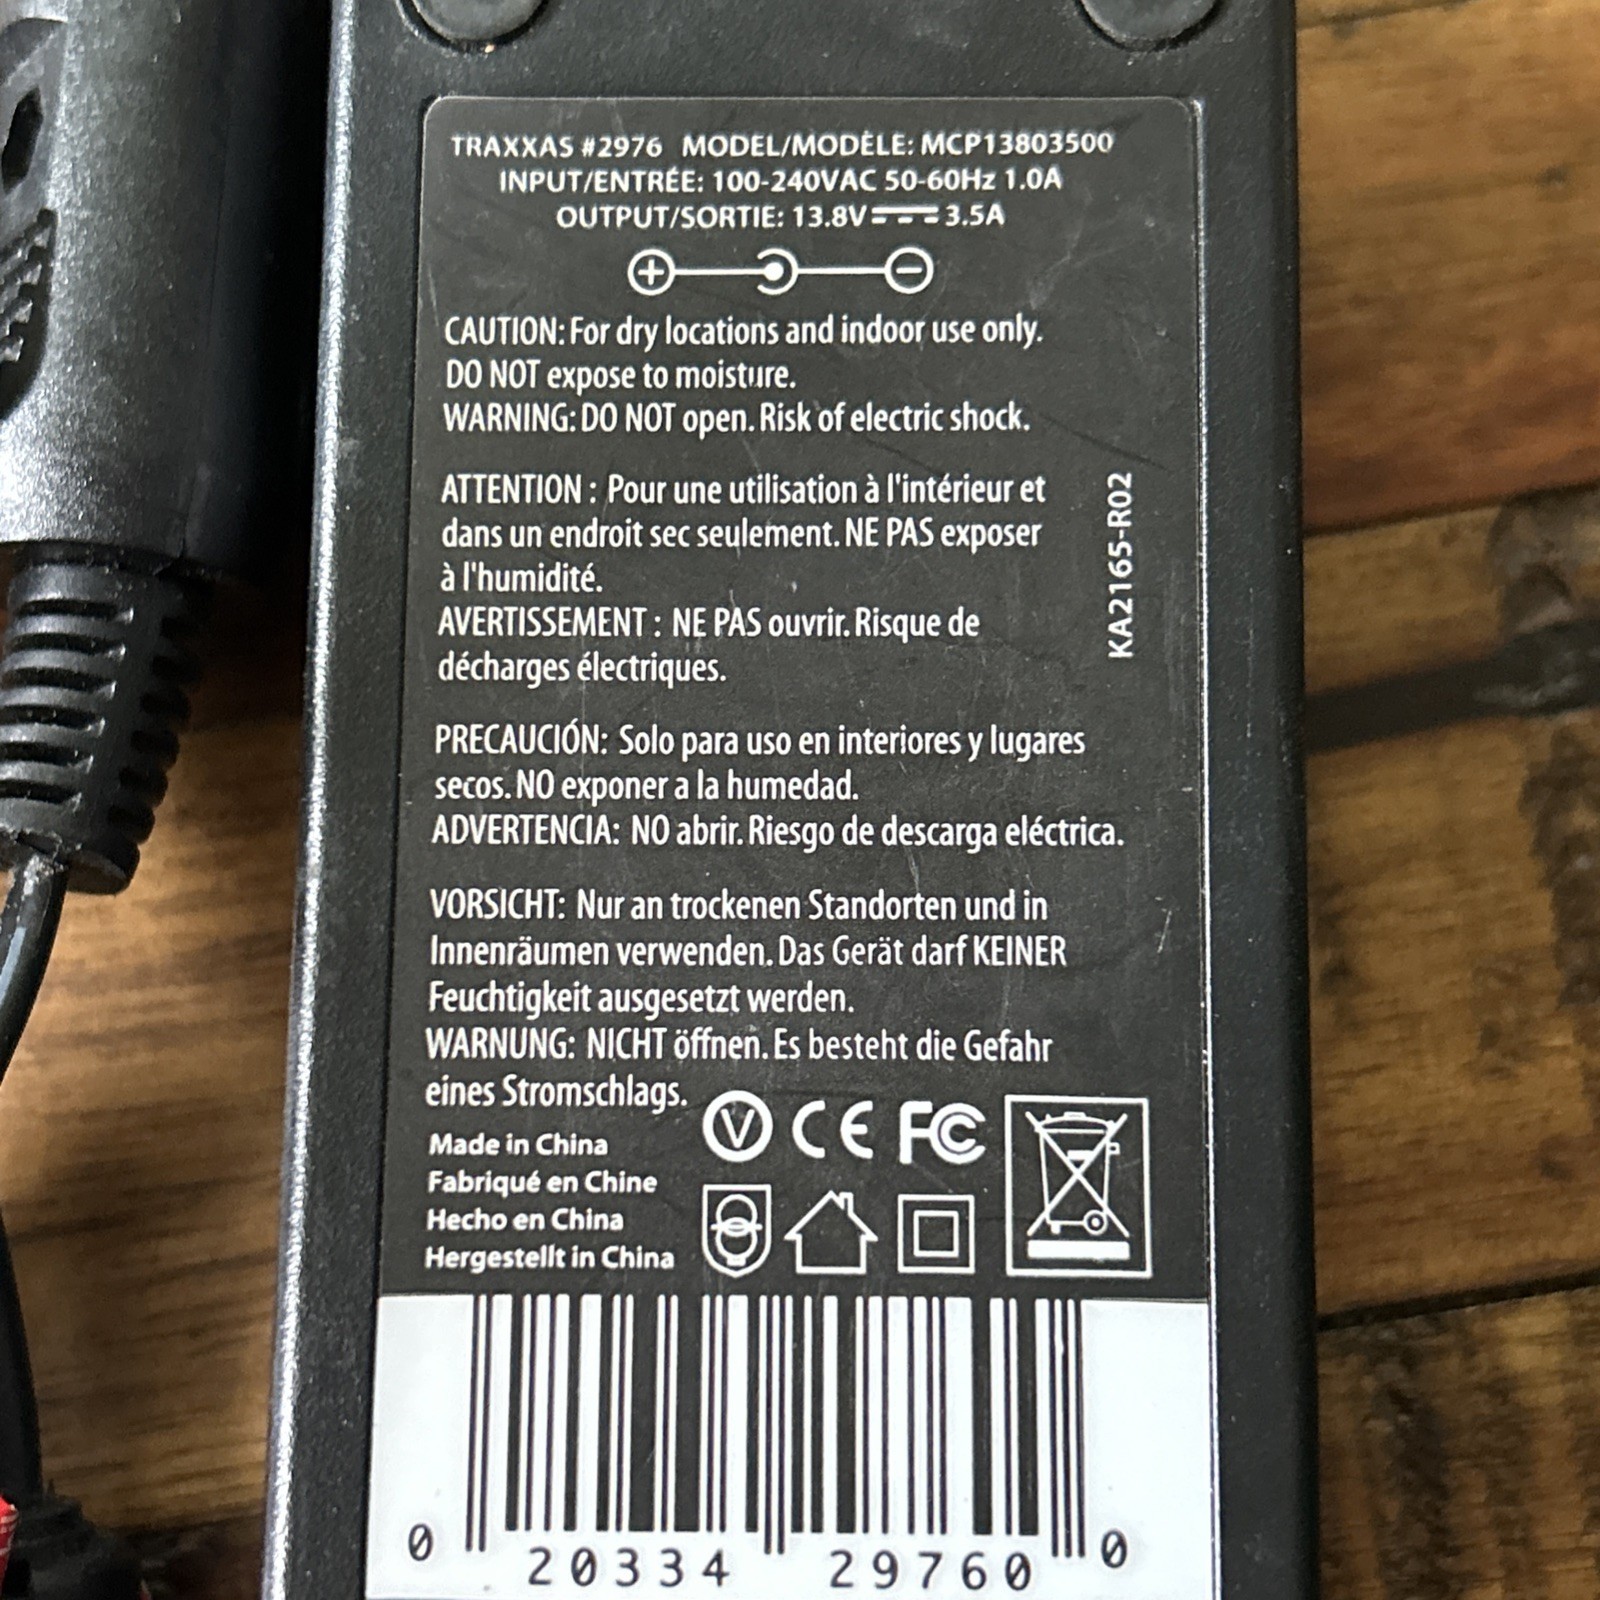 TRAXXAS #2976 MODEL/MODÈLE: MCP13803500
INPUT/ENTRÉE: 100-240VAC 50-60Hz 1.0A
OUTPUT/SORTIE: 13.8V⎓3.5A
CAUTION: For dry locations and indoor use only.
DO NOT expose to moisture.
WARNING: DO NOT open. Risk of electric shock.
ATTENTION : Pour une utilisation à l'intérieur et
dans un endroit sec seulement. NE PAS exposer
à l'humidité.
AVERTISSEMENT : NE PAS ouvrir. Risque de
décharges électriques.
KA2165-R02
PRECAUCIÓN: Solo para uso en interiores y lugares
secos. NO exponer a la humedad.
ADVERTENCIA: NO abrir. Riesgo de descarga eléctrica.
VORSICHT: Nur an trockenen Standorten und in
Innenräumen verwenden. Das Gerät darf KEINER
Feuchtigkeit ausgesetzt werden.
WARNUNG: NICHT öffnen. Es besteht die Gefahr
eines Stromschlags.
V CE FC
Made in China
Fabriqué en Chine
Hecho en China
Hergestellt in China
0 20334 29760 0